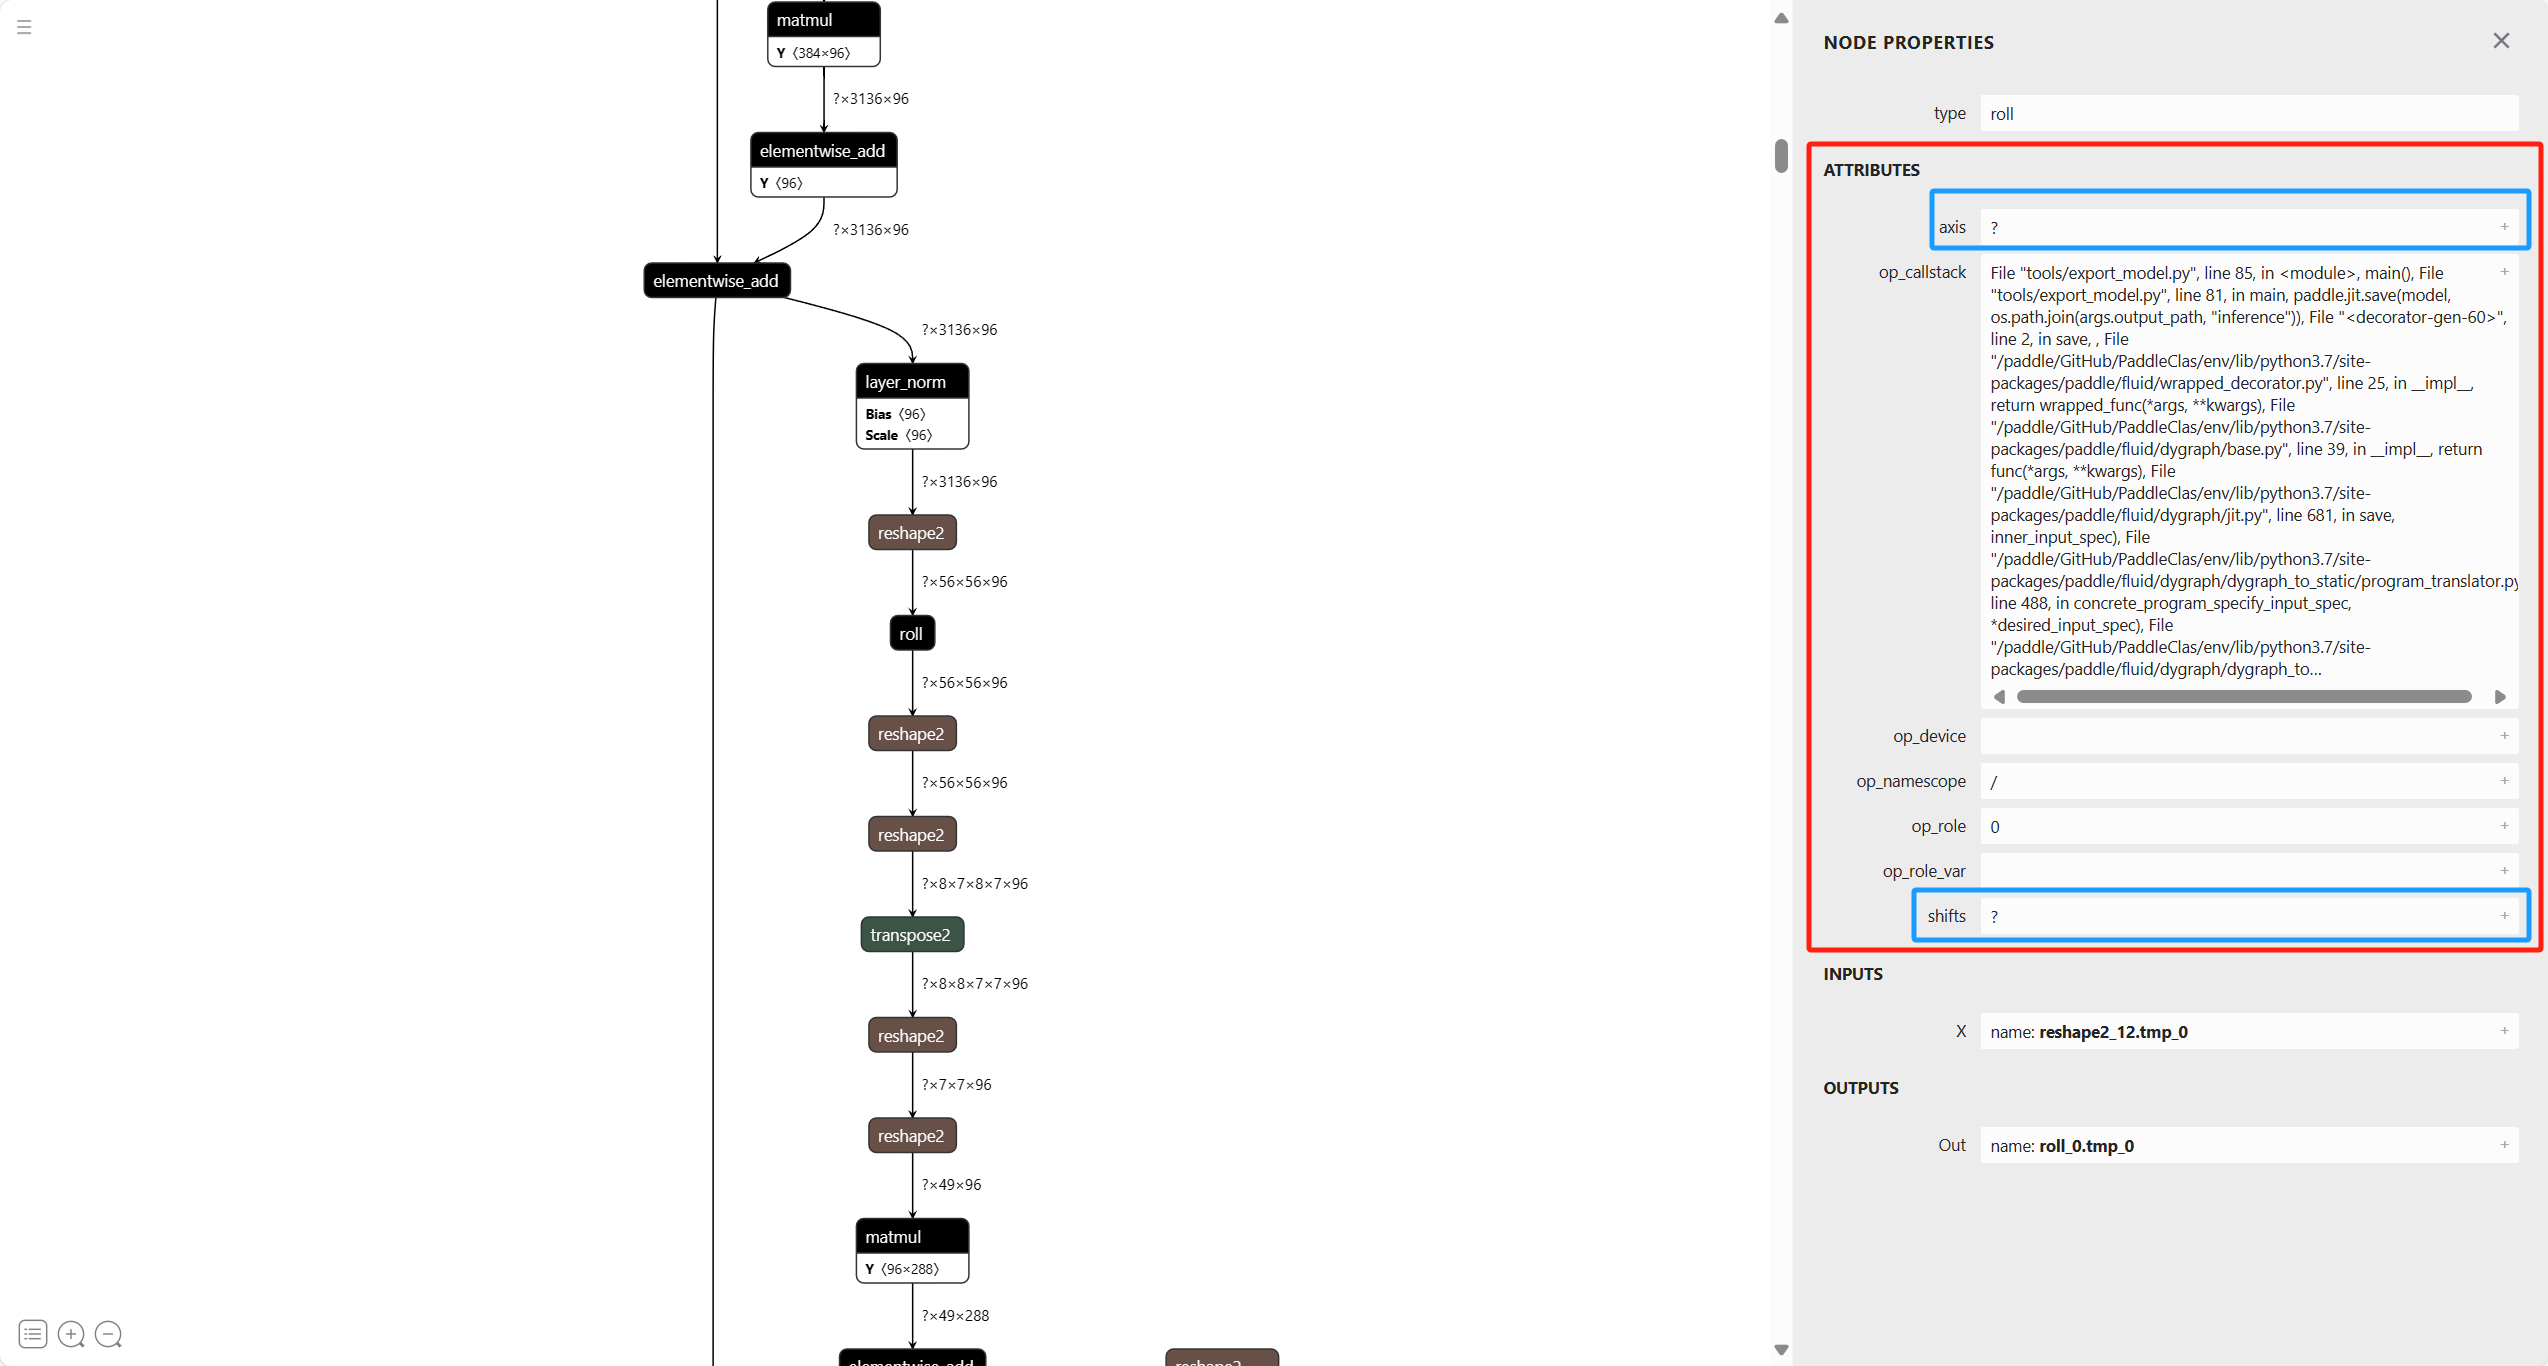 matmul
Y ⟨384×96⟩
?×3136×96
elementwise_add
Y ⟨96⟩
?×3136×96
elementwise_add
?×3136×96
layer_norm
Bias ⟨96⟩
Scale ⟨96⟩
?×3136×96
reshape2
?×56×56×96
roll
?×56×56×96
reshape2
?×56×56×96
reshape2
?×8×7×8×7×96
transpose2
?×8×8×7×7×96
reshape2
?×7×7×96
reshape2
?×49×96
matmul
Y ⟨96×288⟩
?×49×288
elementwise_add
reshape2
NODE PROPERTIES
type roll
ATTRIBUTES
axis ? +
op_callstack File "tools/export_model.py", line 85, in <module>, main(), File +
"tools/export_model.py", line 81, in main, paddle.jit.save(model,
os.path.join(args.output_path, "inference")), File "<decorator-gen-60>",
line 2, in save, , File
"/paddle/GitHub/PaddleClas/env/lib/python3.7/site-
packages/paddle/fluid/wrapped_decorator.py", line 25, in __impl__,
return wrapped_func(*args, **kwargs), File
"/paddle/GitHub/PaddleClas/env/lib/python3.7/site-
packages/paddle/fluid/dygraph/base.py", line 39, in __impl__, return
func(*args, **kwargs), File
"/paddle/GitHub/PaddleClas/env/lib/python3.7/site-
packages/paddle/fluid/dygraph/jit.py", line 681, in save,
inner_input_spec), File
"/paddle/GitHub/PaddleClas/env/lib/python3.7/site-
packages/paddle/fluid/dygraph/dygraph_to_static/program_translator.py
line 488, in concrete_program_specify_input_spec,
*desired_input_spec), File
"/paddle/GitHub/PaddleClas/env/lib/python3.7/site-
packages/paddle/fluid/dygraph/dygraph_to...
op_device +
op_namescope / +
op_role 0 +
op_role_var +
shifts ? +
INPUTS
X name: reshape2_12.tmp_0 +
OUTPUTS
Out name: roll_0.tmp_0 +